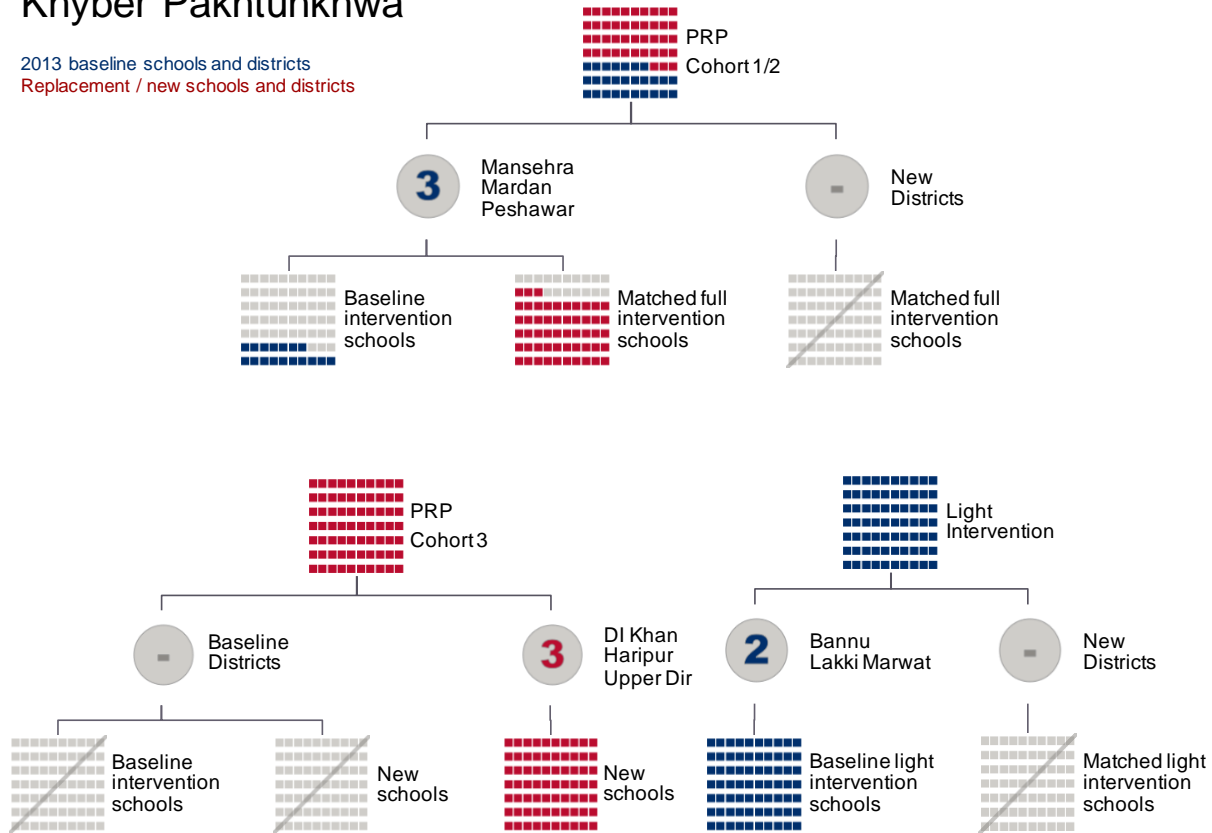 Khyber Pakhtunkhwa
2013 baseline schools and districts
Replacement / new schools and districts
PRP
Cohort 1/2
3
Mansehra
Mardan
Peshawar
-
New
Districts
Baseline
intervention
schools
Matched full
intervention
schools
Matched full
intervention
schools
PRP
Cohort 3
Light
Intervention
-
Baseline
Districts
3
DI Khan
Haripur
Upper Dir
2
Bannu
Lakki Marwat
-
New
Districts
Baseline
intervention
schools
New
schools
New
schools
Baseline light
intervention
schools
Matched light
intervention
schools